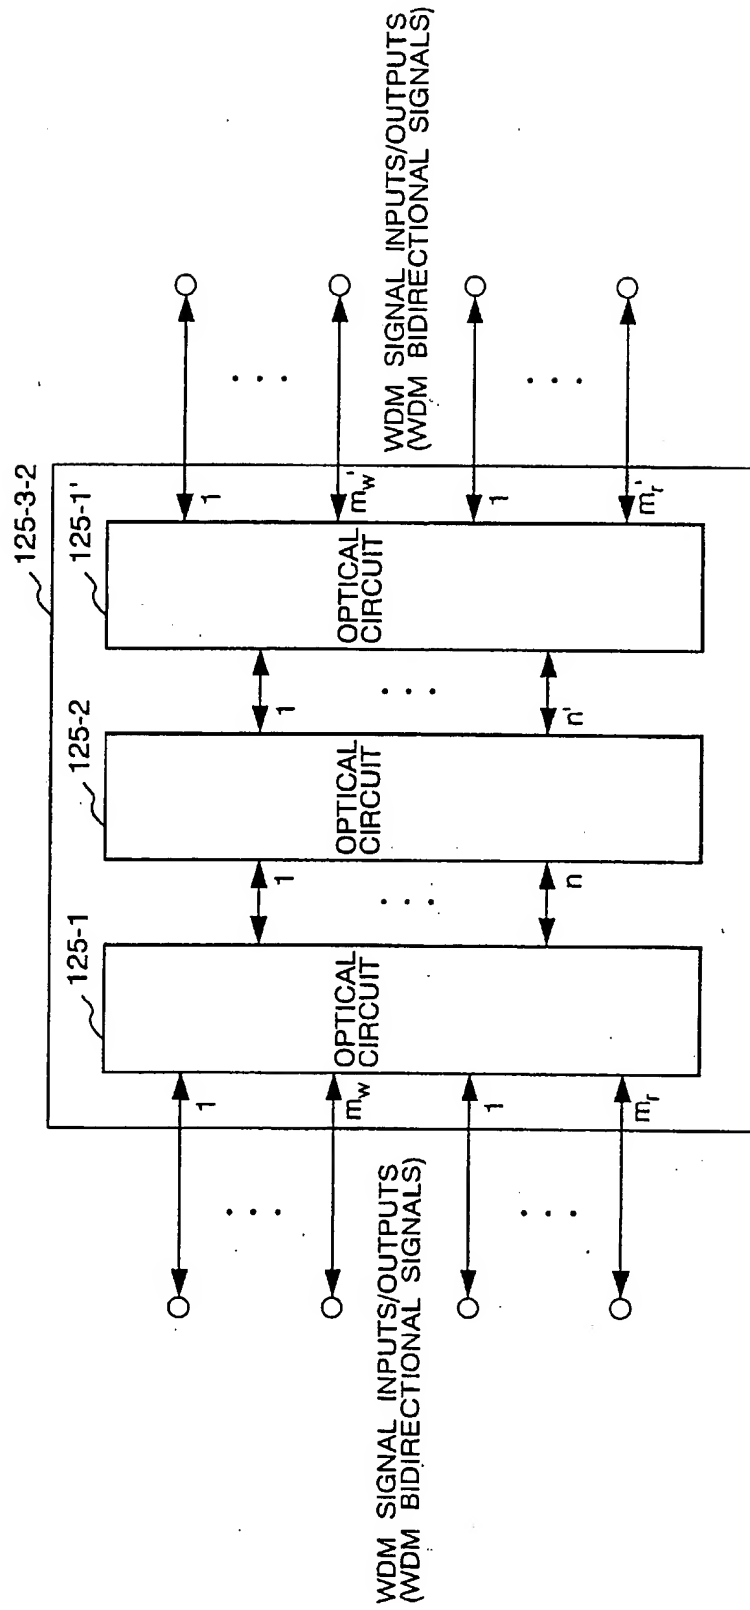 125-3-2
125-1
125-2
125-1'
WDM SIGNAL INPUTS/OUTPUTS
(WDM BIDIRECTIONAL SIGNALS)
1
. . .
m_w
1
. . .
m_r
OPTICAL
CIRCUIT
1
. . .
n
OPTICAL
CIRCUIT
1
. . .
n'
OPTICAL
CIRCUIT
1
. . .
m_w'
1
. . .
m_r'
WDM SIGNAL INPUTS/OUTPUTS
(WDM BIDIRECTIONAL SIGNALS)